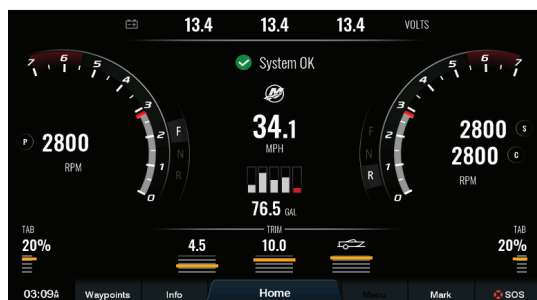 13.4 13.4 13.4 VOLTS
System OK
7 6 5 4 3 2 1 0
7 6 5 4 3 2 1 0
F
N
R
F
N
R
P 2800
RPM
34.1
MPH
2800 S
2800 C
RPM
76.5 GAL
TRIM
TAB
20%
4.5 10.0
TAB
20%
03:09A Waypoints Info Home Menu Mark SOS